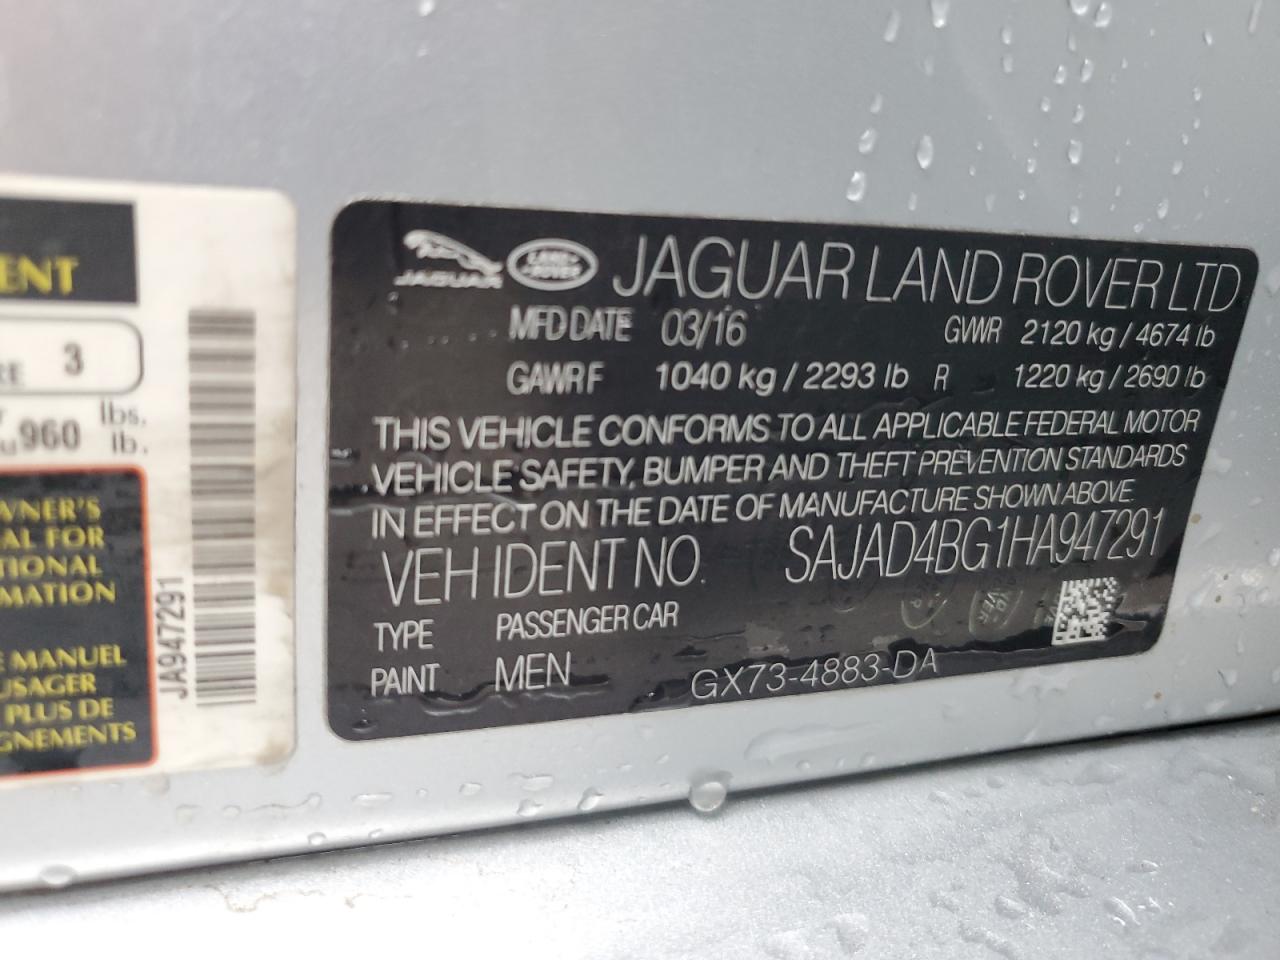 ENT
RE 3
960 lbs.
lb.
WNER'S
AL FOR
TIONAL
MATION
E MANUEL
USAGER
PLUS DE
GNEMENTS
JA947291
JAGUAR LAND ROVER JAGUAR LAND ROVER LTD
MFD DATE 03/16 GVWR 2120 kg / 4674 lb
GAWR F 1040 kg / 2293 lb R 1220 kg / 2690 lb
THIS VEHICLE CONFORMS TO ALL APPLICABLE FEDERAL MOTOR
VEHICLE SAFETY, BUMPER AND THEFT PREVENTION STANDARDS
IN EFFECT ON THE DATE OF MANUFACTURE SHOWN ABOVE.
VEH IDENT NO. SAJAD4BG1HA947291
TYPE PASSENGER CAR
PAINT MEN
GX73-4883-DA